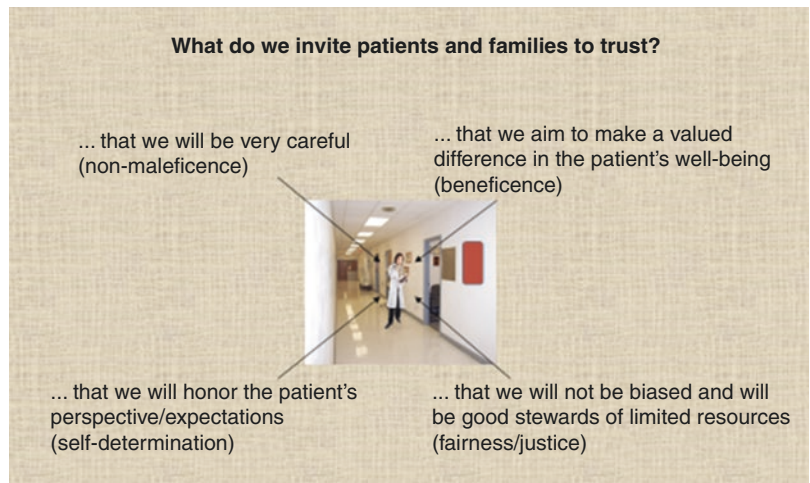 What do we invite patients and families to trust?
... that we will be very careful
(non-maleficence)
... that we aim to make a valued
difference in the patient’s well-being
(beneficence)
... that we will honor the patient’s
perspective/expectations
(self-determination)
... that we will not be biased and will
be good stewards of limited resources
(fairness/justice)